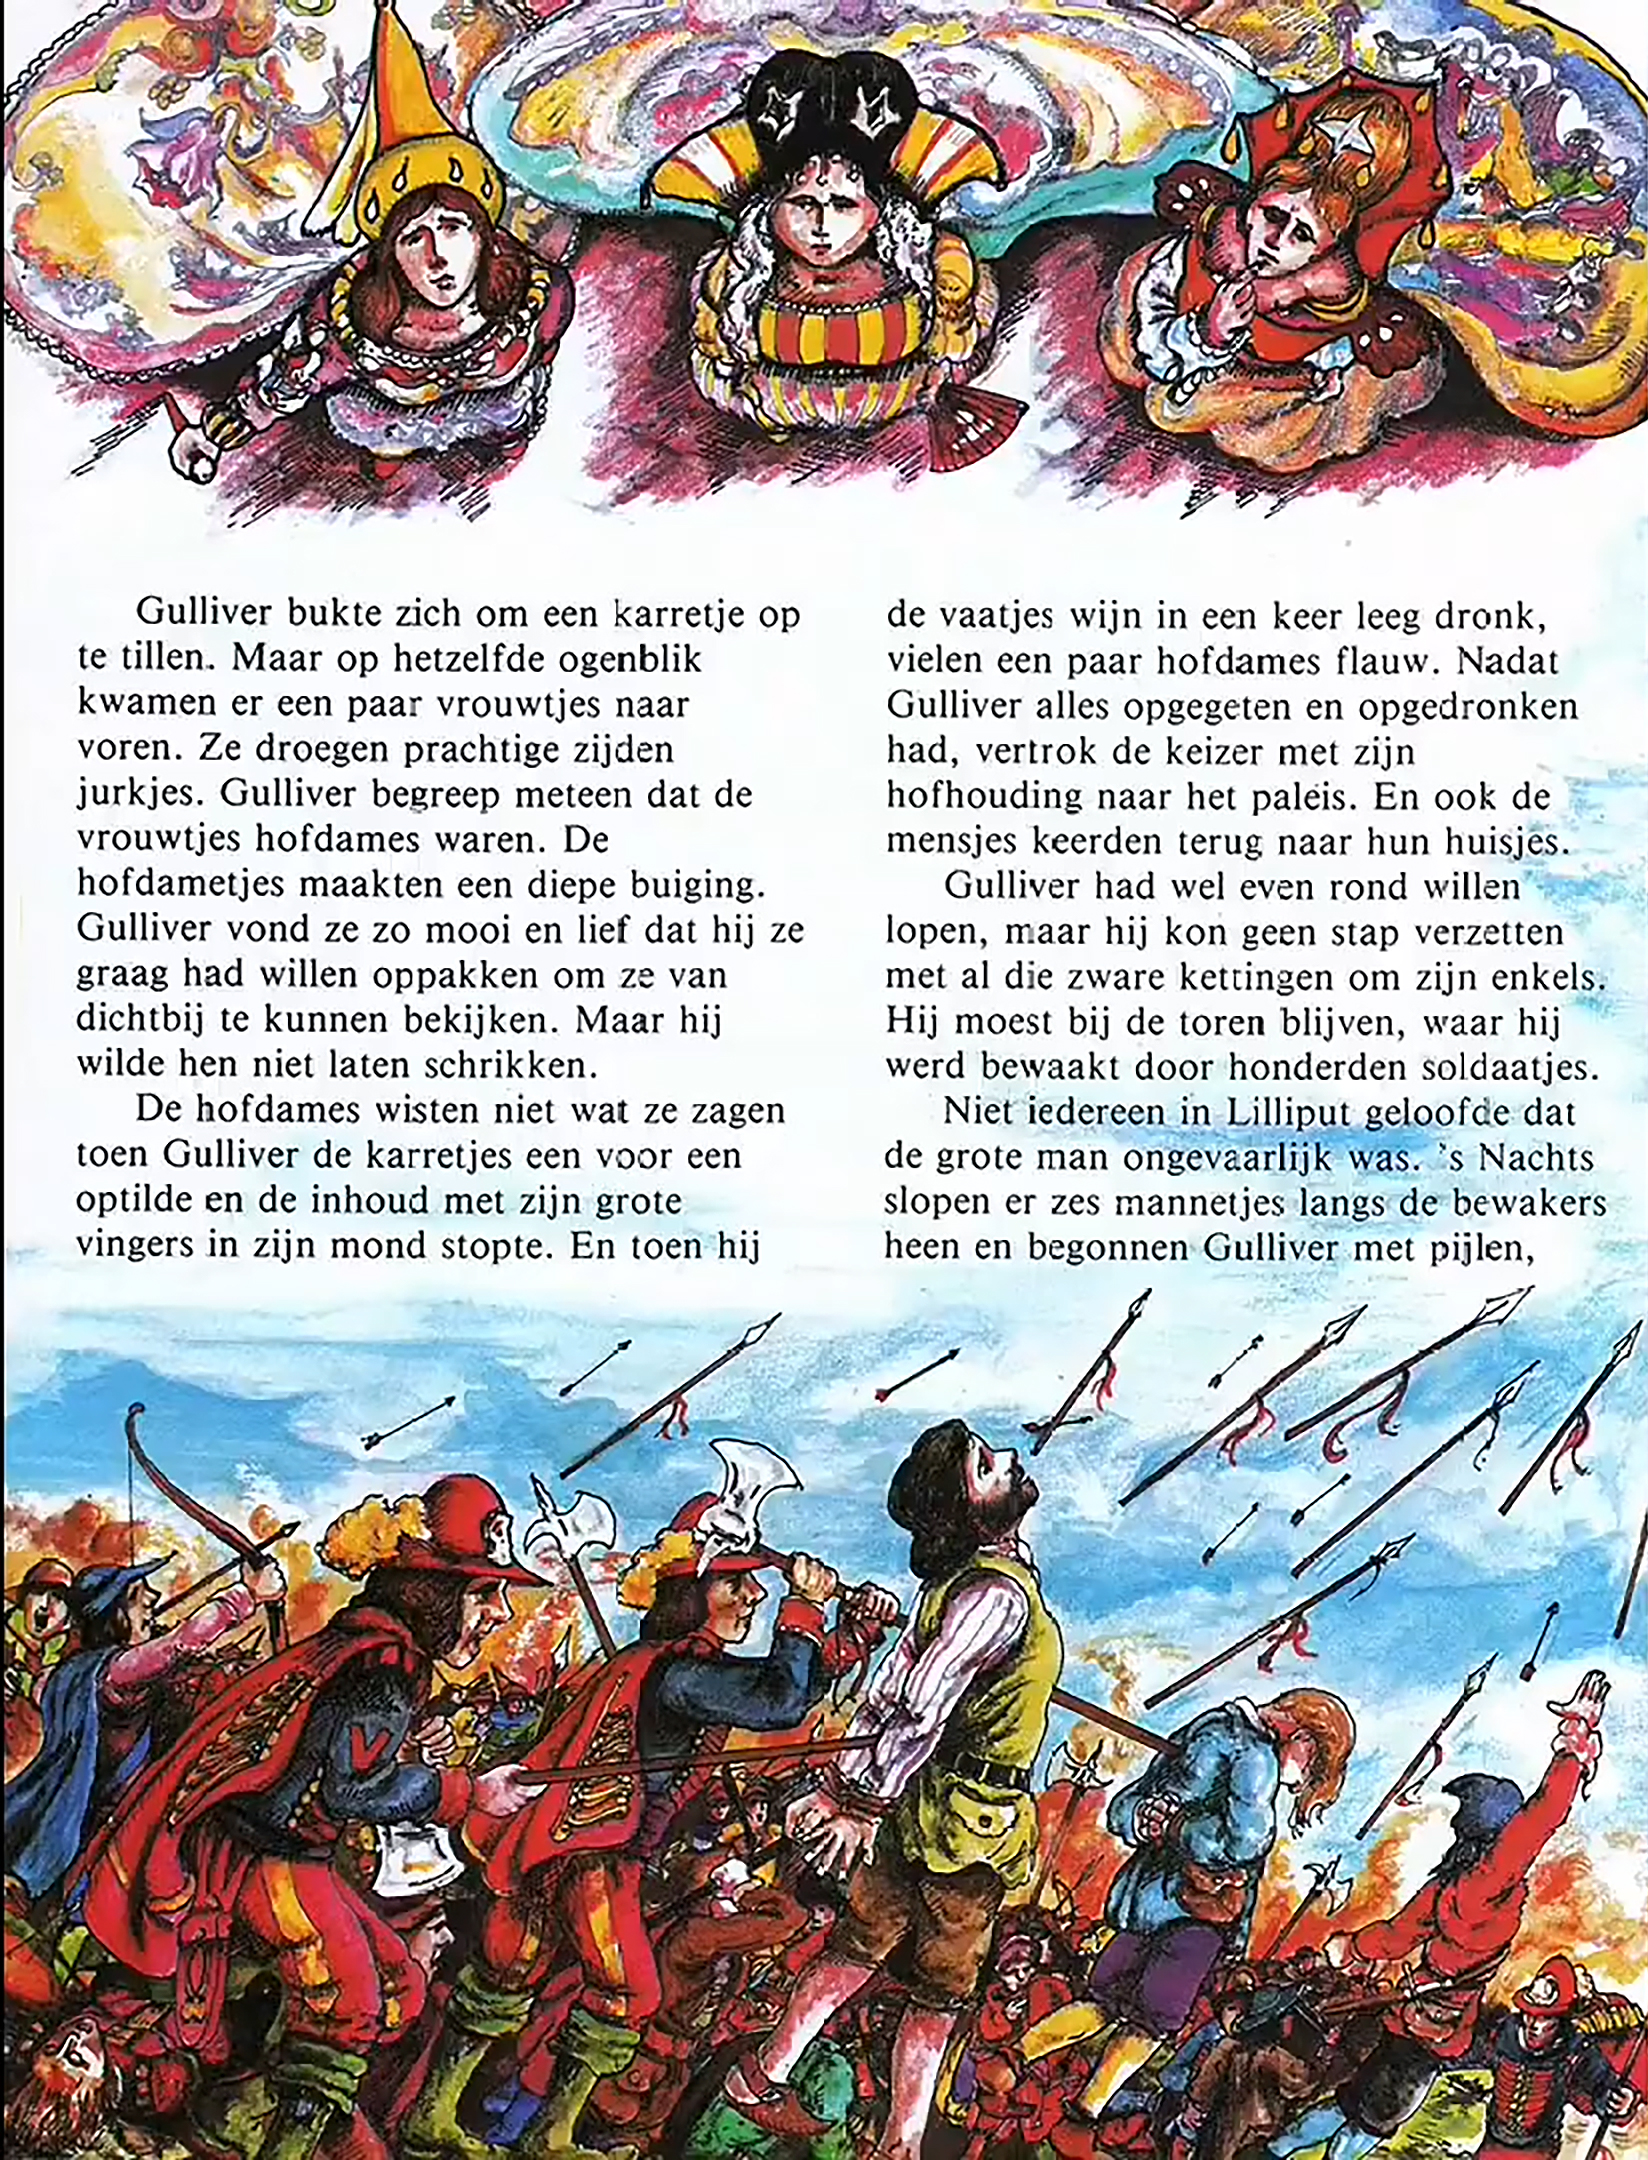 Gulliver bukte zich om een karretje op
te tillen. Maar op hetzelfde ogenblik
kwamen er een paar vrouwtjes naar
voren. Ze droegen prachtige zijden
jurkjes. Gulliver begreep meteen dat de
vrouwtjes hofdames waren. De
hofdametjes maakten een diepe buiging.
Gulliver vond ze zo mooi en lief dat hij ze
graag had willen oppakken om ze van
dichtbij te kunnen bekijken. Maar hij
wilde hen niet laten schrikken.
De hofdames wisten niet wat ze zagen
toen Gulliver de karretjes een voor een
optilde en de inhoud met zijn grote
vingers in zijn mond stopte. En toen hij
de vaatjes wijn in een keer leeg dronk,
vielen een paar hofdames flauw. Nadat
Gulliver alles opgegeten en opgedronken
had, vertrok de keizer met zijn
hofhouding naar het paleis. En ook de
mensjes keerden terug naar hun huisjes.
Gulliver had wel even rond willen
lopen, maar hij kon geen stap verzetten
met al die zware kettingen om zijn enkels.
Hij moest bij de toren blijven, waar hij
werd bewaakt door honderden soldaatjes.
Niet iedereen in Lilliput geloofde dat
de grote man ongevaarlijk was. 's Nachts
slopen er zes mannetjes langs de bewakers
heen en begonnen Gulliver met pijlen,
V